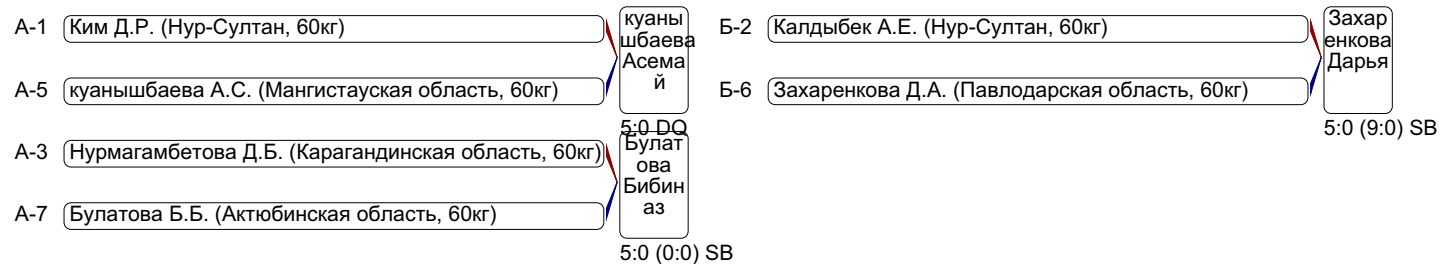 А-1 Ким Д.Р. (Нур-Султан, 60кг)
куаны
шбаева
Асема
й
А-5 куанышбаева А.С. (Мангистауская область, 60кг)
5:0 DQ
А-3 Нурмагамбетова Д.Б. (Карагандинская область, 60кг)
Булат
ова
Бибин
аз
А-7 Булатова Б.Б. (Актюбинская область, 60кг)
5:0 (0:0) SB
Б-2 Калдыбек А.Е. (Нур-Султан, 60кг)
Захар
енкова
Дарья
Б-6 Захаренкова Д.А. (Павлодарская область, 60кг)
5:0 (9:0) SB